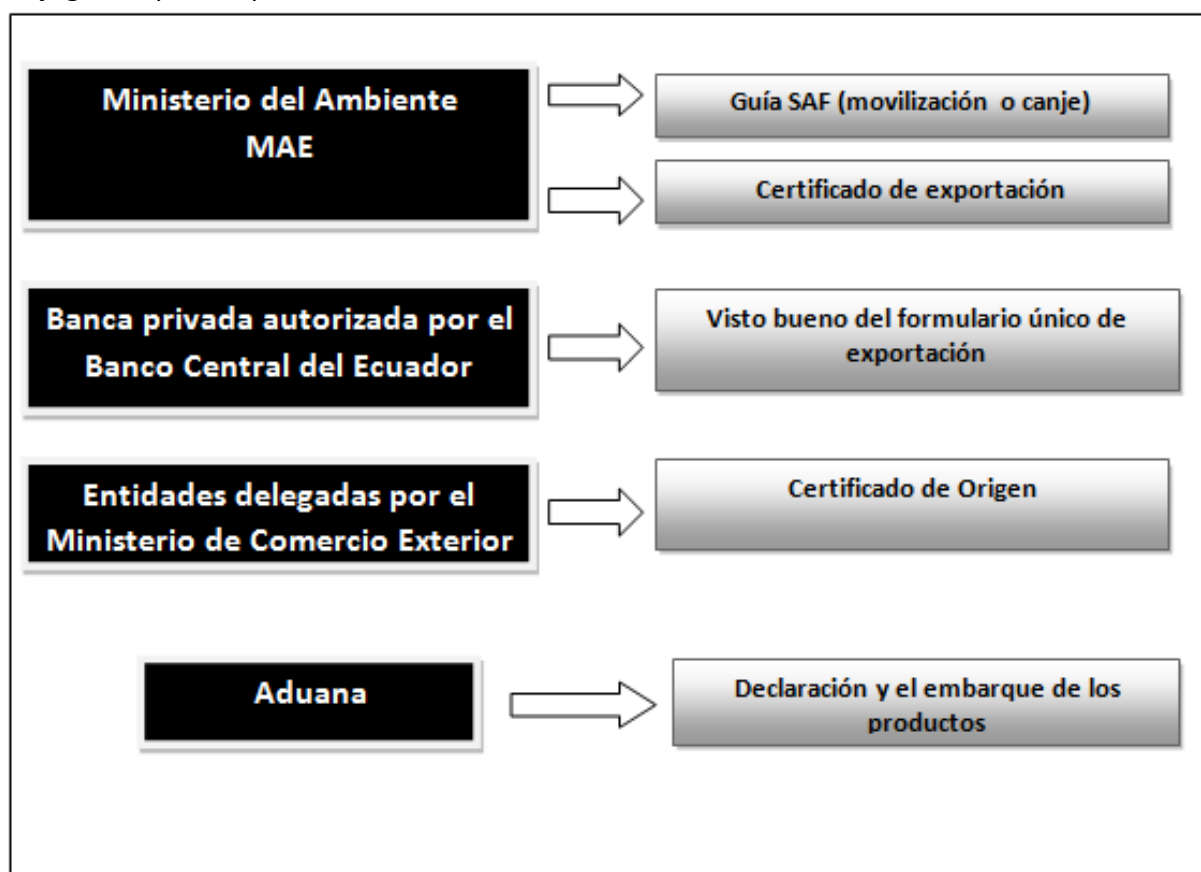 Ministerio del Ambiente
MAE
Guía SAF (movilización o canje)
Certificado de exportación
Banca privada autorizada por el
Banco Central del Ecuador
Visto bueno del formulario único de
exportación
Entidades delegadas por el
Ministerio de Comercio Exterior
Certificado de Origen
Aduana
Declaración y el embarque de los
productos